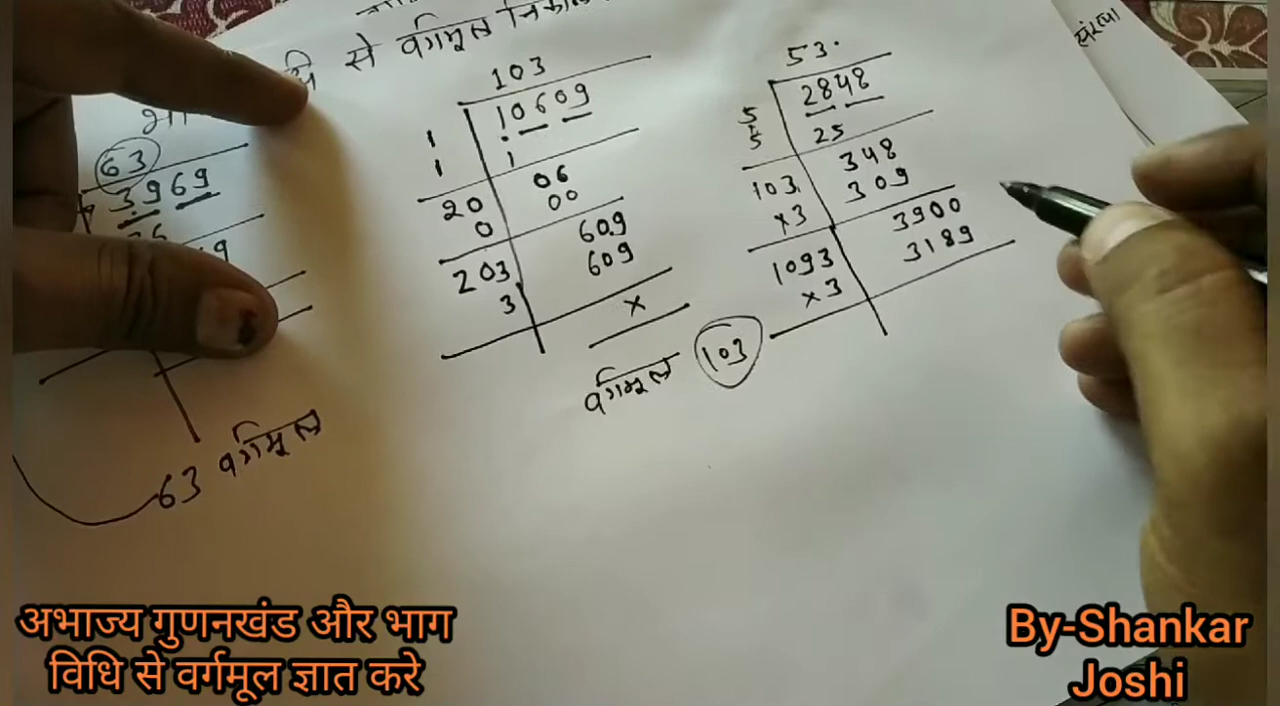 से वर्गमूल
संख्या
63
3969
63 वर्गमूल
103
1 10609
1 1
20 06
0 00
203 609
3 609
×
वर्गमूल 103
53.
5 2848
5 25
103 348
×3 309
1093 3900
×3 3189
अभाज्य गुणनखंड और भाग
विधि से वर्गमूल ज्ञात करे
By-Shankar
Joshi